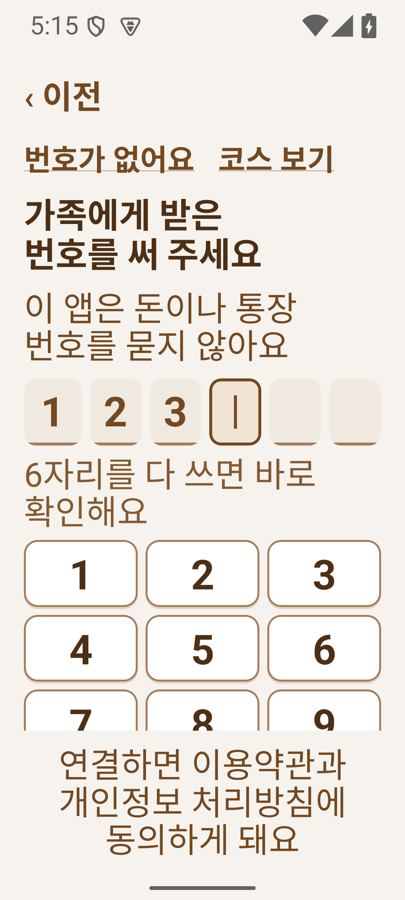 5:15
‹ 이전
번호가 없어요 코스 보기
가족에게 받은
번호를 써 주세요
이 앱은 돈이나 통장
번호를 묻지 않아요
1 2 3
6자리를 다 쓰면 바로
확인해요
1 2 3
4 5 6
7 8 9
연결하면 이용약관과
개인정보 처리방침에
동의하게 돼요